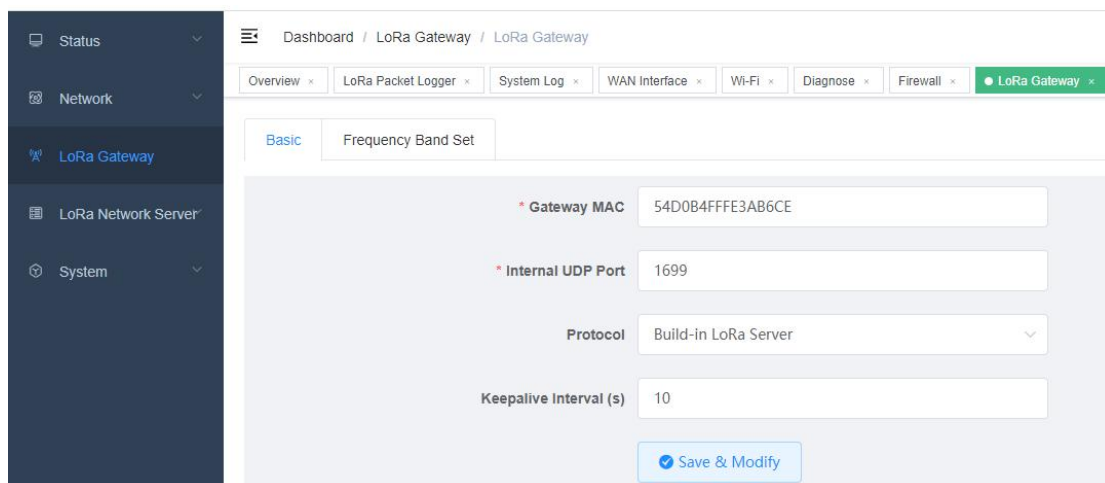 Status
Network
LoRa Gateway
LoRa Network Server
System
Dashboard / LoRa Gateway / LoRa Gateway
Overview × LoRa Packet Logger × System Log × WAN Interface × Wi-Fi × Diagnose × Firewall × LoRa Gateway ×
Basic Frequency Band Set
* Gateway MAC 54D0B4FFFE3AB6CE
* Internal UDP Port 1699
Protocol Build-in LoRa Server
Keepalive Interval (s) 10
Save & Modify